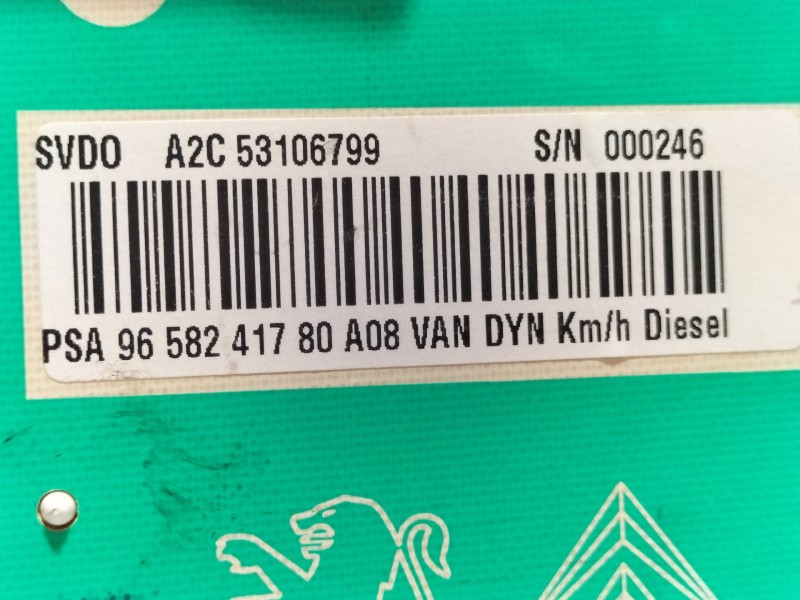 SVDO A2C 53106799 S/N 000246
PSA 96 582 417 80 A08 VAN DYN Km/h Diesel